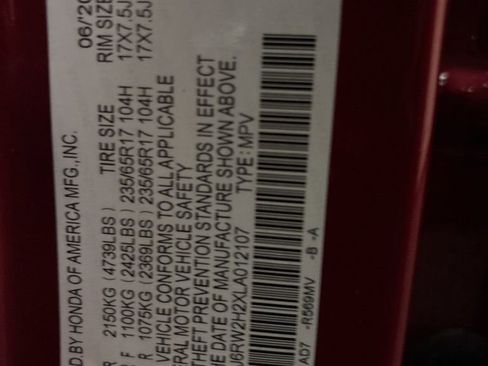 D.BY HONDA OF AMERICA MFG.,INC. 06/20
R 2150KG (4739LBS) TIRE SIZE RIM SIZE
F 1100KG (2425LBS) 235/65R17 104H 17X7.5J
R 1075KG (2369LBS) 235/65R17 104H 17X7.5J
VEHICLE CONFORMS TO ALL APPLICABLE
ERAL MOTOR VEHICLE SAFETY
THEFT PREVENTION STANDARDS IN EFFECT
DATE OF MANUFACTURE SHOWN ABOVE.
J6RW2H2XLA012107 TYPE: MPV
AD7 -R569MV -B -A